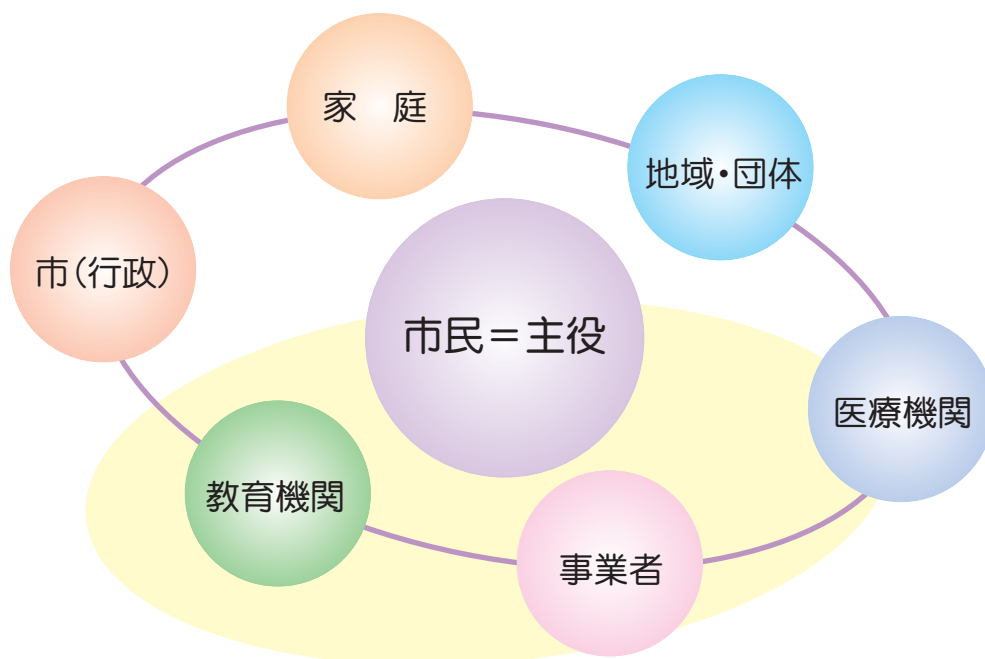 家　庭
地域・団体
市（行政）
市民＝主役
医療機関
教育機関
事業者